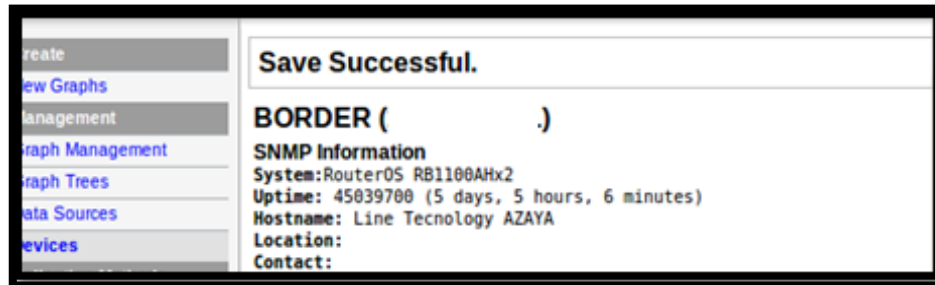 reate
ew Graphs
anagement
raph Management
raph Trees
ata Sources
evices
Save Successful.
BORDER ( .)
SNMP Information
System:RouterOS RB1100AHx2
Uptime: 45039700 (5 days, 5 hours, 6 minutes)
Hostname: Line Tecnology AZAYA
Location:
Contact: